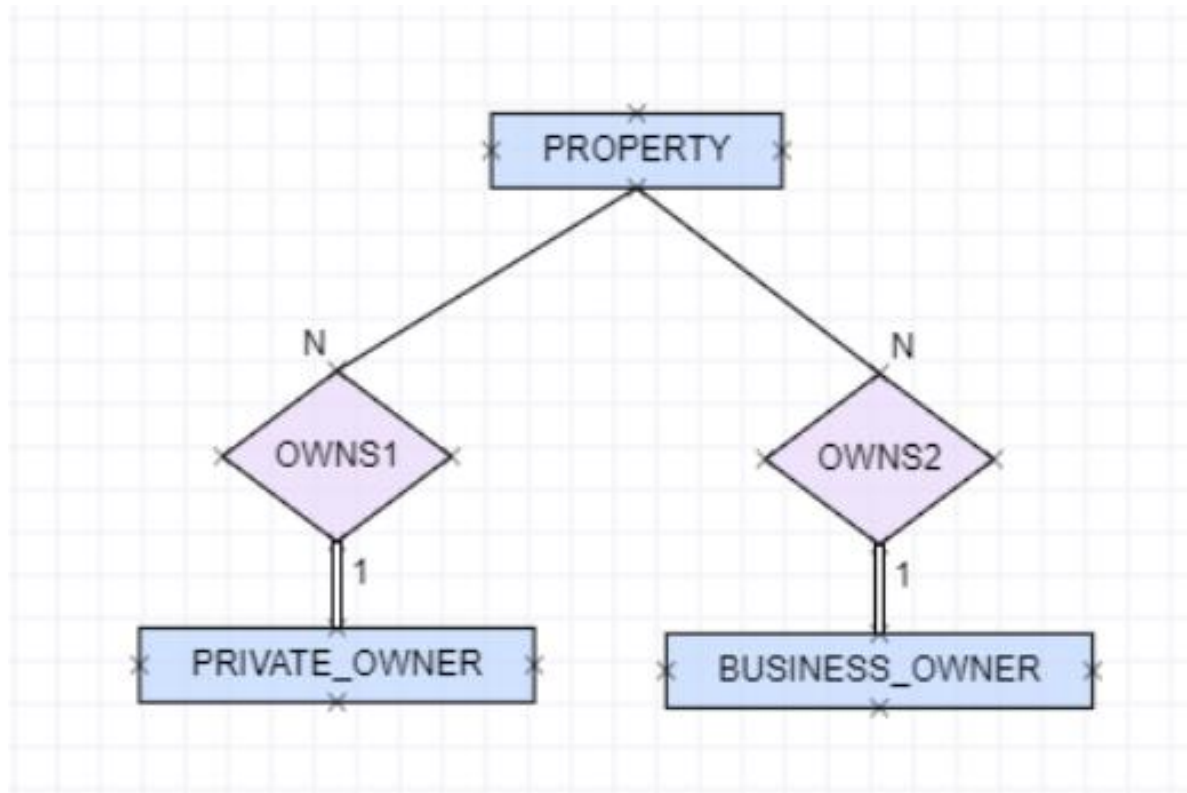 PROPERTY
N
N
OWNS1
OWNS2
1
1
PRIVATE_OWNER
BUSINESS_OWNER